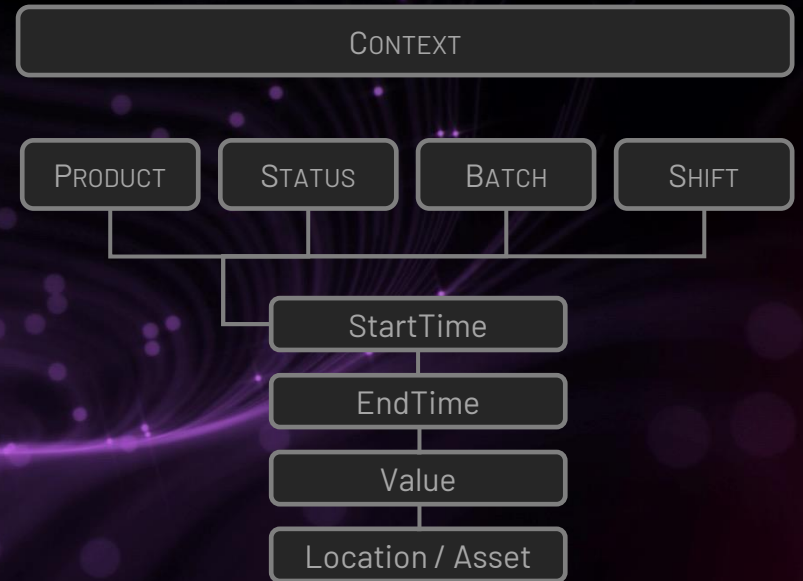 CONTEXT
PRODUCT
STATUS
BATCH
SHIFT
StartTime
EndTime
Value
Location / Asset